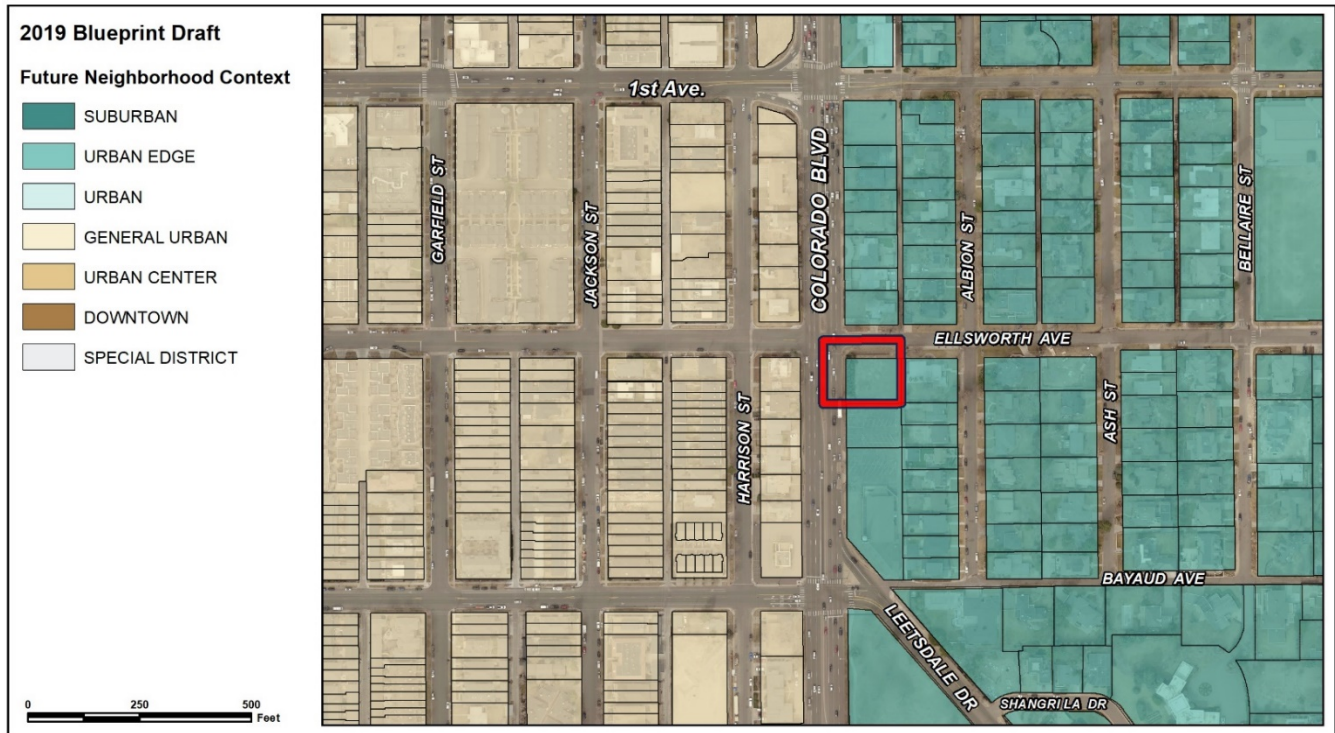 2019 Blueprint Draft
Future Neighborhood Context
SUBURBAN
URBAN EDGE
URBAN
GENERAL URBAN
URBAN CENTER
DOWNTOWN
SPECIAL DISTRICT
0 250 500
Feet
1st Ave.
GARFIELD ST
JACKSON ST
HARRISON ST
COLORADO BLVD
ALBION ST
BELLAIRE ST
ELLSWORTH AVE
ASH ST
BAYAUD AVE
LEETSDALE DR
SHANGRI LA DR